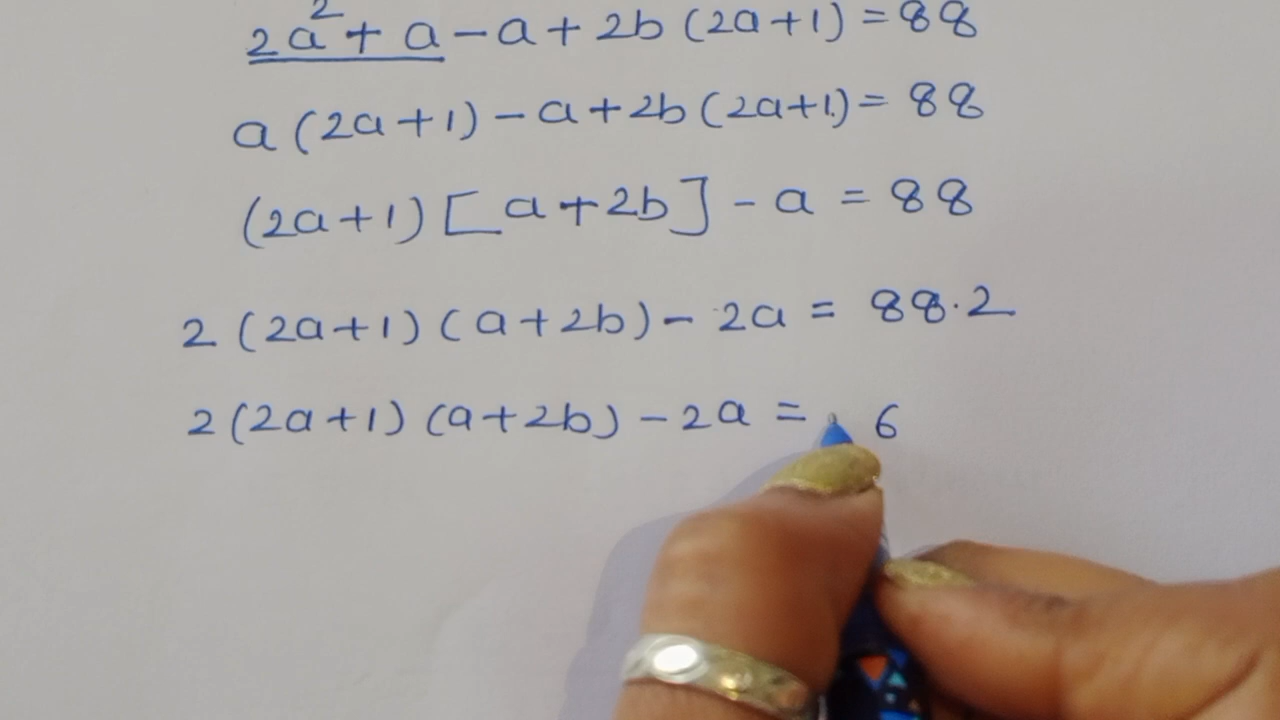 2a² + a - a + 2b (2a+1) = 88
a (2a+1) - a + 2b (2a+1) = 88
(2a+1) [a+2b] - a = 88
2 (2a+1) (a+2b) - 2a = 88.2
2 (2a+1) (a+2b) - 2a = 6